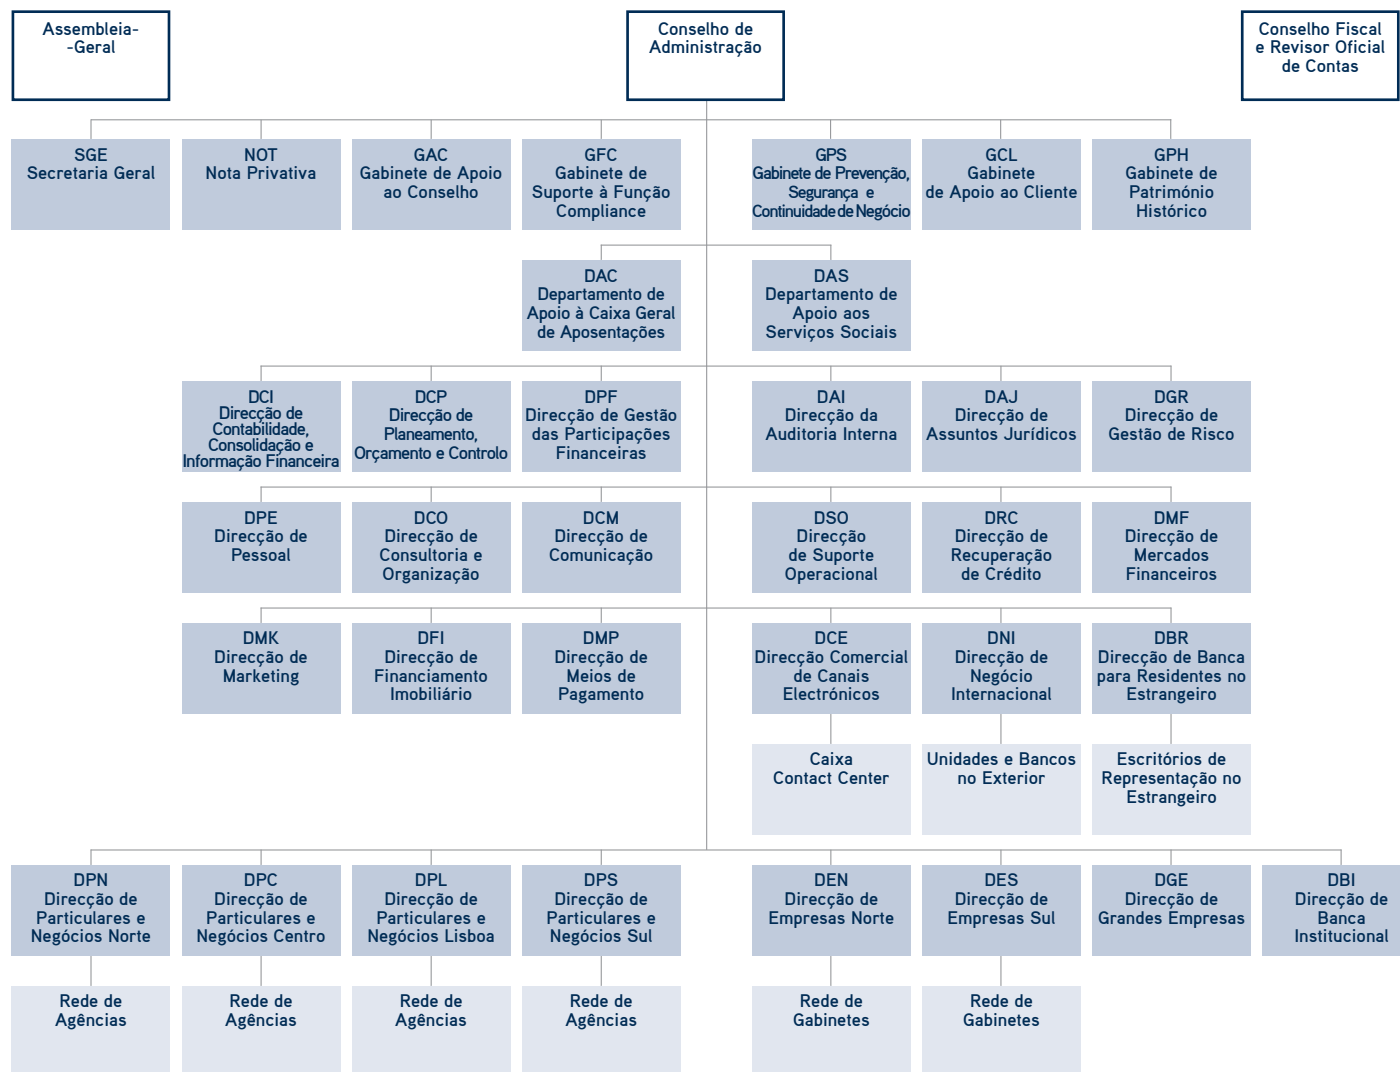 Assembleia-
-Geral
Conselho de
Administração
Conselho Fiscal
e Revisor Oficial
de Contas
SGE
Secretaria Geral
NOT
Nota Privativa
GAC
Gabinete de Apoio
ao Conselho
GFC
Gabinete de
Suporte à Função
Compliance
GPS
Gabinete de Prevenção,
Segurança e
Continuidade de Negócio
GCL
Gabinete
de Apoio ao Cliente
GPH
Gabinete de
Património
Histórico
DAC
Departamento de
Apoio à Caixa Geral
de Aposentações
DAS
Departamento de
Apoio aos
Serviços Sociais
DCI
Direcção de
Contabilidade,
Consolidação e
Informação Financeira
DCP
Direcção de
Planeamento,
Orçamento e Controlo
DPF
Direcção de Gestão
das Participações
Financeiras
DAI
Direcção da
Auditoria Interna
DAJ
Direcção de
Assuntos Jurídicos
DGR
Direcção de
Gestão de Risco
DPE
Direcção de
Pessoal
DCO
Direcção de
Consultoria e
Organização
DCM
Direcção de
Comunicação
DSO
Direcção
de Suporte
Operacional
DRC
Direcção de
Recuperação
de Crédito
DMF
Direcção de
Mercados
Financeiros
DMK
Direcção de
Marketing
DFI
Direcção de
Financiamento
Imobiliário
DMP
Direcção de
Meios de
Pagamento
DCE
Direcção Comercial
de Canais
Electrónicos
DNI
Direcção de
Negócio
Internacional
DBR
Direcção de Banca
para Residentes no
Estrangeiro
Caixa
Contact Center
Unidades e Bancos
no Exterior
Escritórios de
Representação no
Estrangeiro
DPN
Direcção de
Particulares e
Negócios Norte
DPC
Direcção de
Particulares e
Negócios Centro
DPL
Direcção de
Particulares e
Negócios Lisboa
DPS
Direcção de
Particulares e
Negócios Sul
DEN
Direcção de
Empresas Norte
DES
Direcção de
Empresas Sul
DGE
Direcção de
Grandes Empresas
DBI
Direcção de
Banca
Institucional
Rede de
Agências
Rede de
Agências
Rede de
Agências
Rede de
Agências
Rede de
Gabinetes
Rede de
Gabinetes